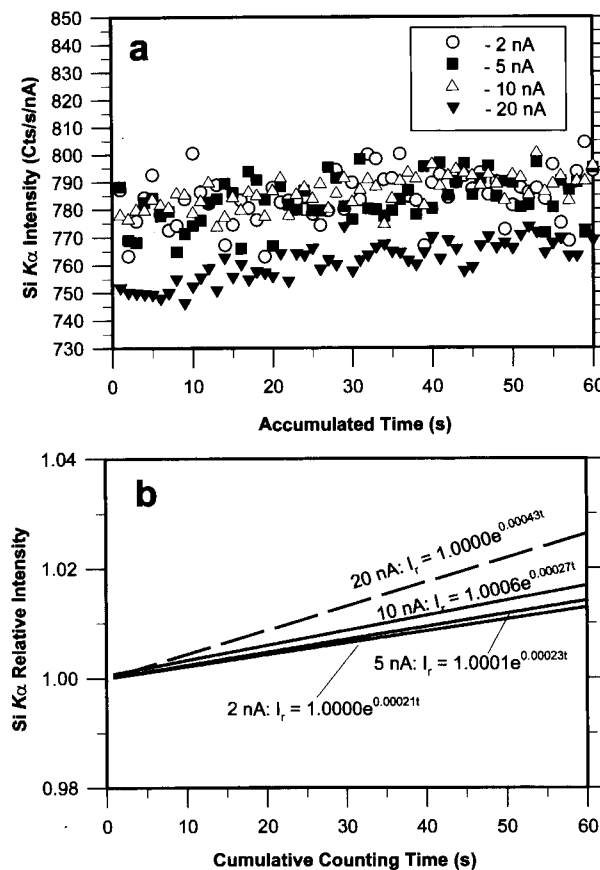 a
- 2 nA
- 5 nA
- 10 nA
- 20 nA
Si Kα Intensity (Cts/s/nA)
850
840
830
820
810
800
790
780
770
760
750
740
730
0 10 20 30 40 50 60
Accumulated Time (s)
b
Si Kα Relative Intensity
1.04
1.02
1.00
0.98
20 nA: I_r = 1.0000e^0.00043t
10 nA: I_r = 1.0006e^0.00027t
5 nA: I_r = 1.0001e^0.00023t
2 nA: I_r = 1.0000e^0.00021t
0 10 20 30 40 50 60
Cumulative Counting Time (s)